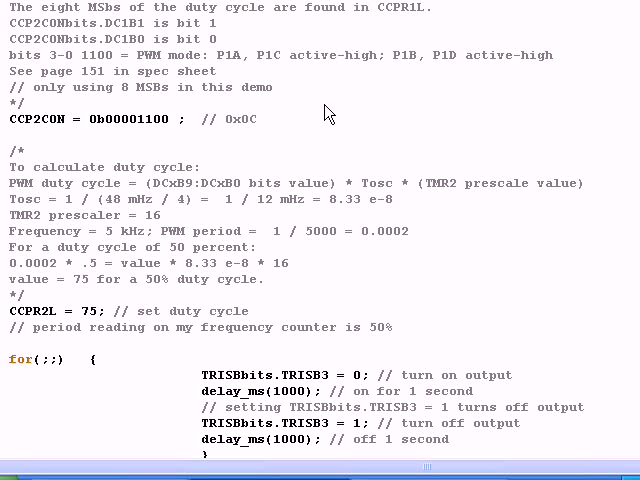 The eight MSbs of the duty cycle are found in CCPR1L.
CCP2CONbits.DC1B1 is bit 1
CCP2CONbits.DC1B0 is bit 0
bits 3-0 1100 = PWM mode: P1A, P1C active-high; P1B, P1D active-high
See page 151 in spec sheet
// only using 8 MSBs in this demo
*/
CCP2CON = 0b00001100 ;  // 0x0C
/*
To calculate duty cycle:
PWM duty cycle = (DCxB9:DCxB0 bits value) * Tosc * (TMR2 prescale value)
Tosc = 1 / (48 mHz / 4) =  1 / 12 mHz = 8.33 e-8
TMR2 prescaler = 16
Frequency = 5 kHz; PWM period =  1 / 5000 = 0.0002
For a duty cycle of 50 percent:
0.0002 * .5 = value * 8.33 e-8 * 16
value = 75 for a 50% duty cycle.
*/
CCPR2L = 75; // set duty cycle
// period reading on my frequency counter is 50%
for(;;)   {
TRISBbits.TRISB3 = 0; // turn on output
delay_ms(1000); // on for 1 second
// setting TRISBbits.TRISB3 = 1 turns off output
TRISBbits.TRISB3 = 1; // turn off output
delay_ms(1000); // off 1 second
}